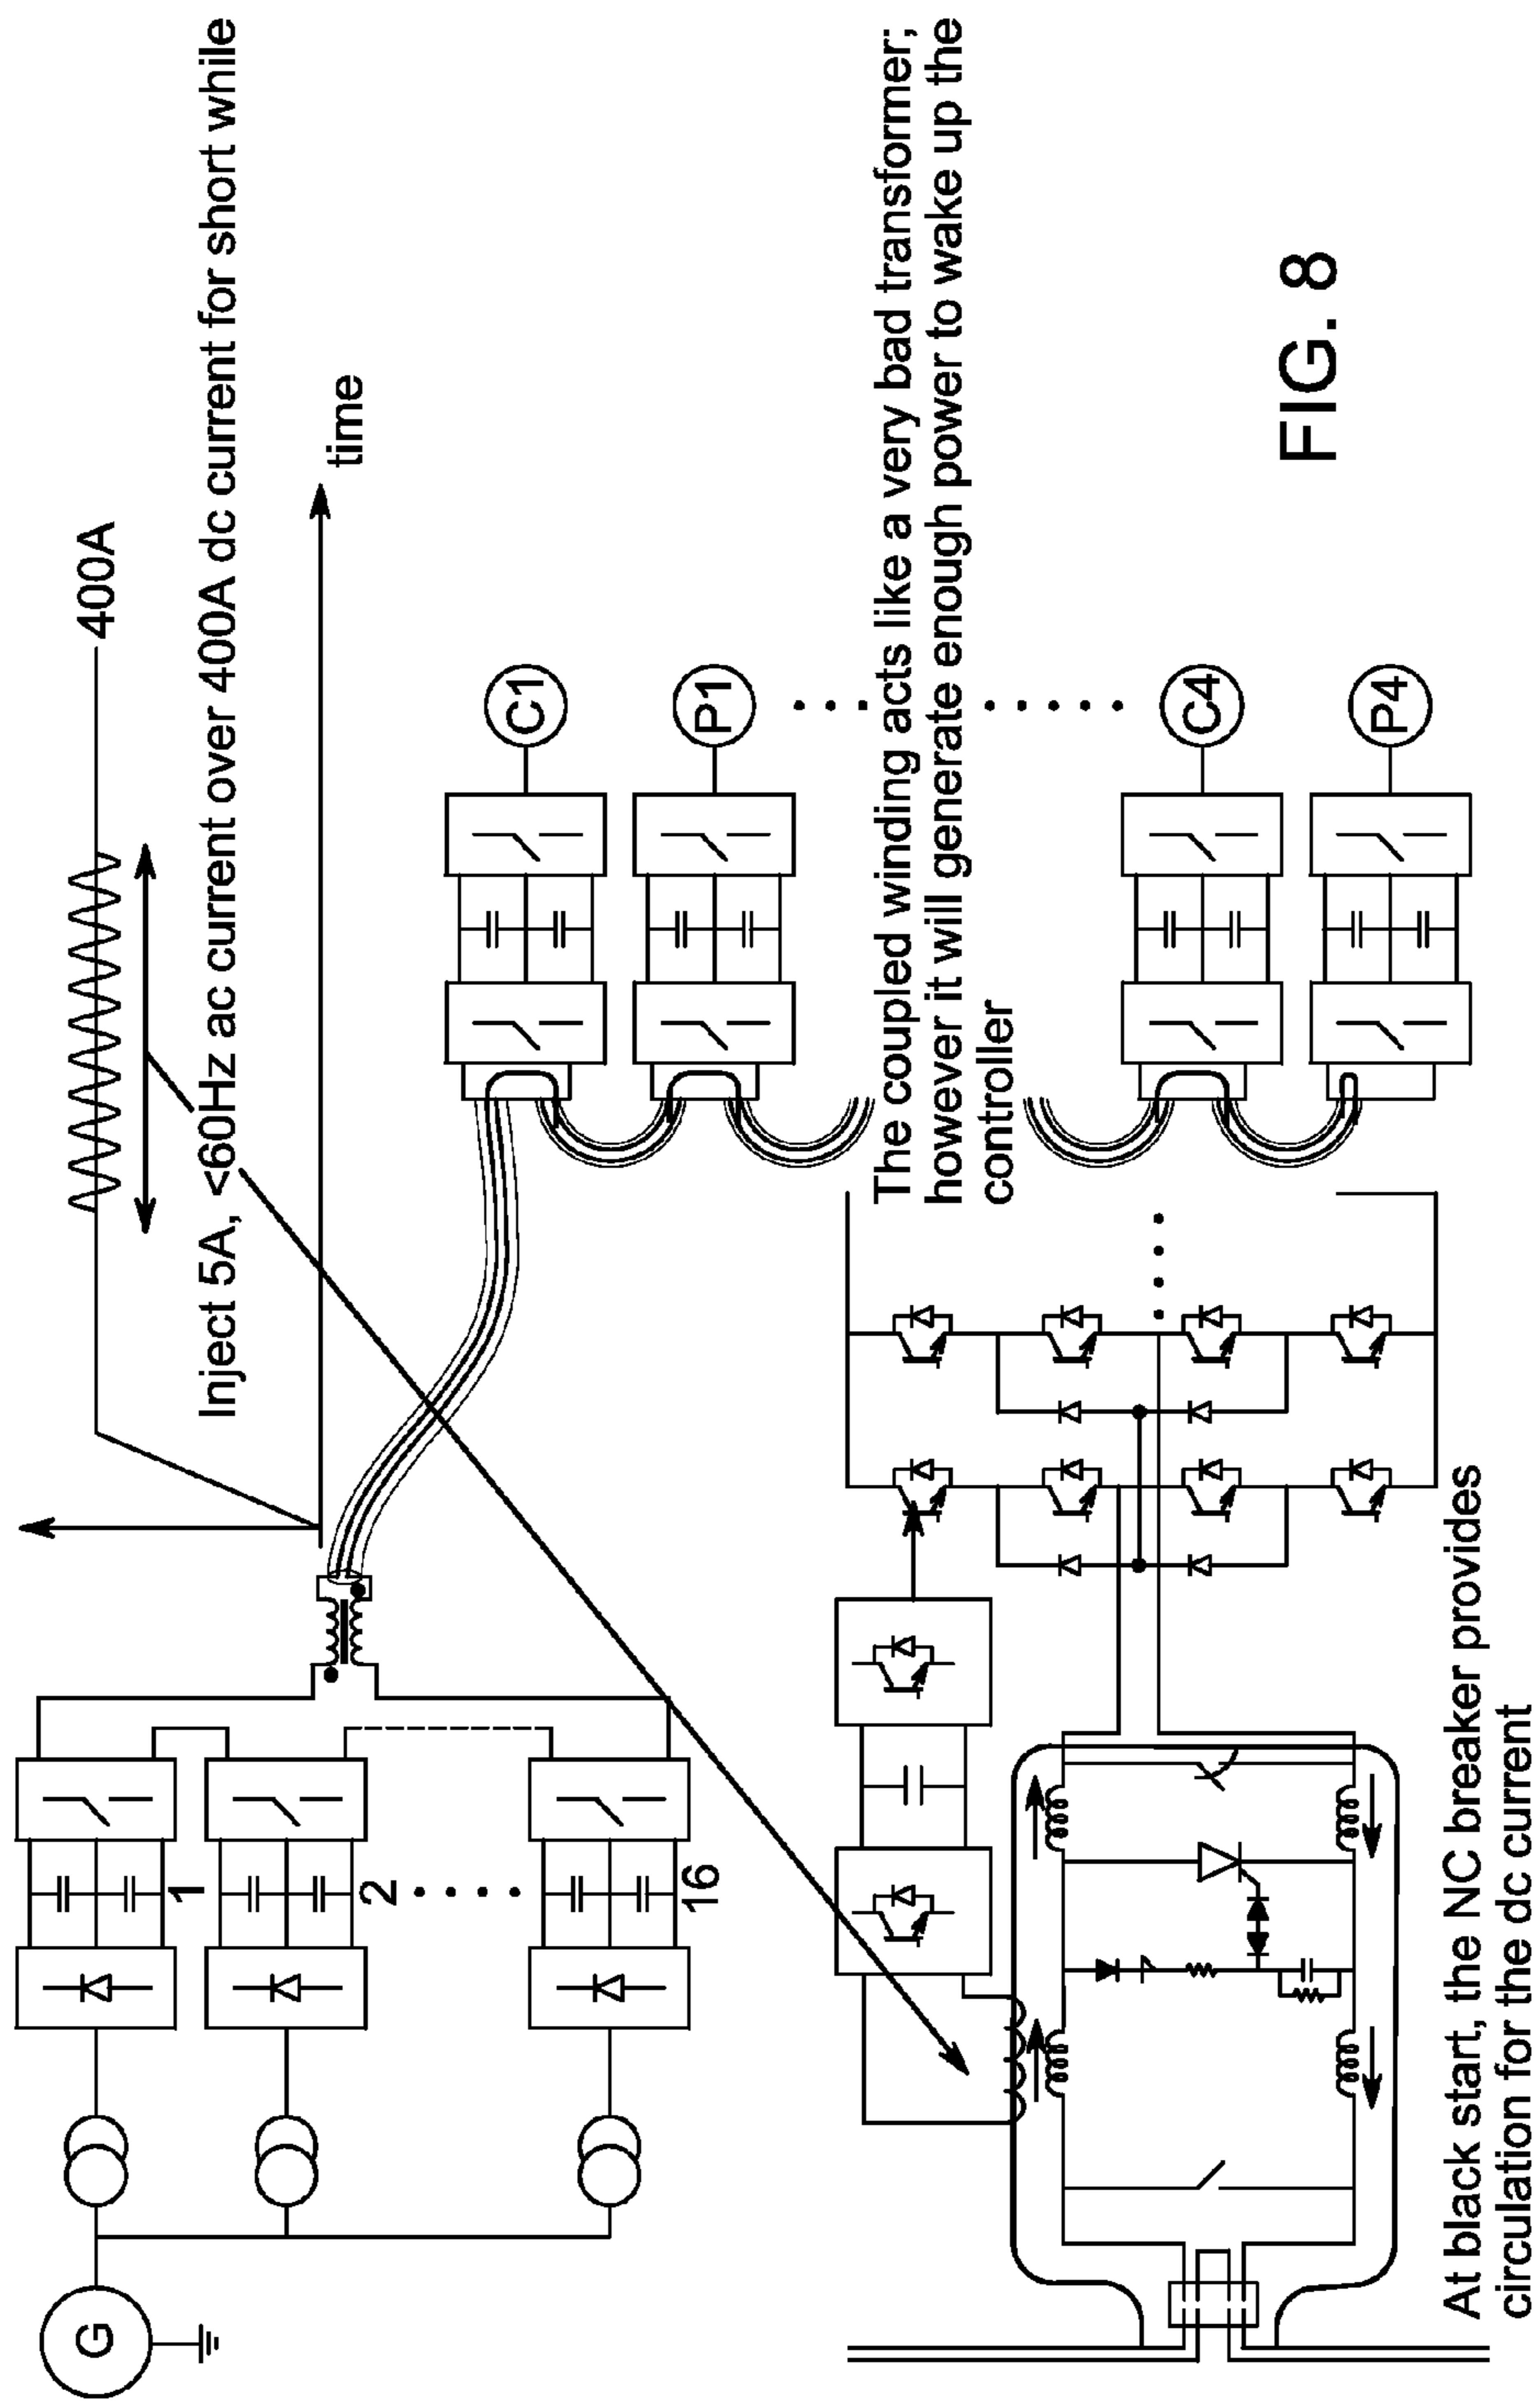 400A
Inject 5A, <60Hz ac current over 400A dc current for short while
time
G
1
2
16
C1
P1
C4
P4
The coupled winding acts like a very bad transformer;
however it will generate enough power to wake up the
controller
At black start, the NC breaker provides
circulation for the dc current
FIG. 8